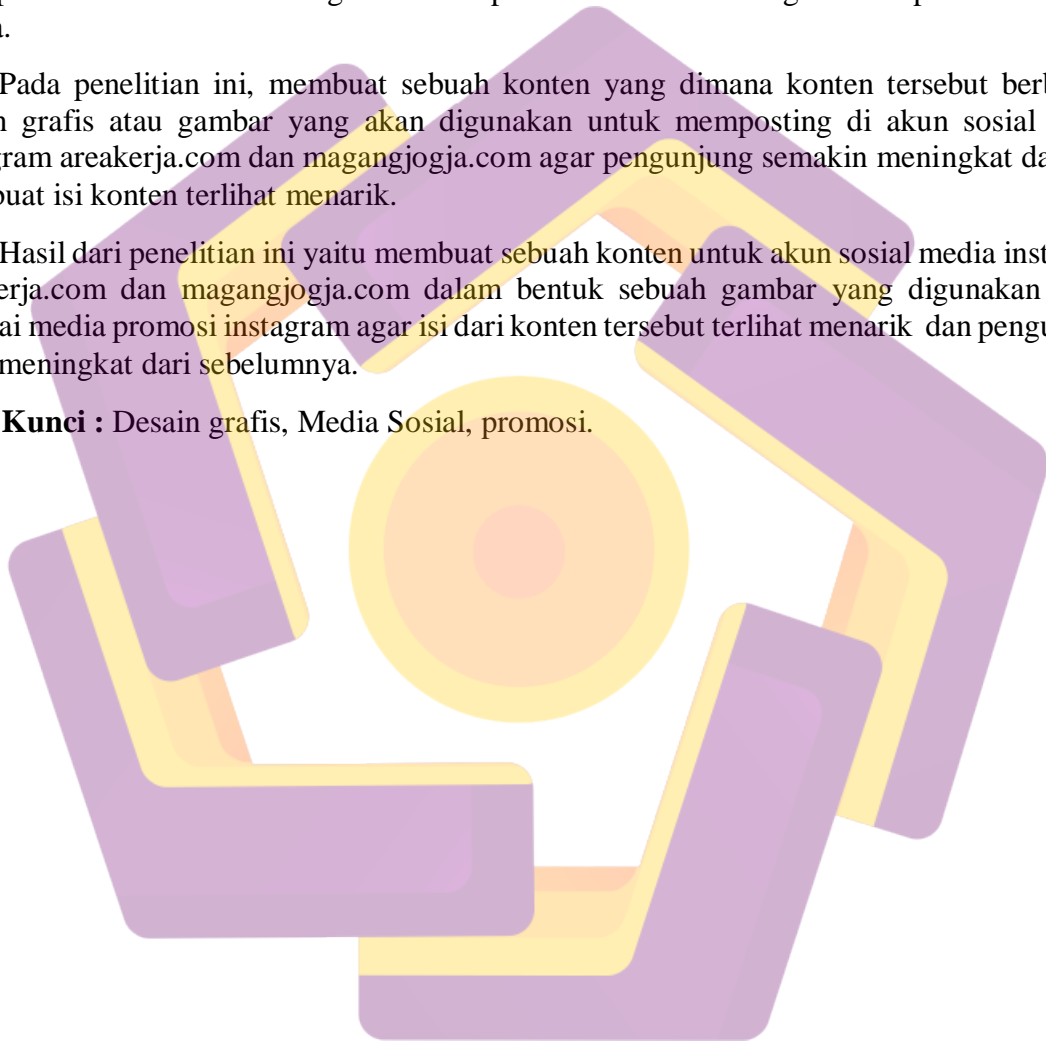 a.
Pada penelitian ini, membuat sebuah konten yang dimana konten tersebut berb
n grafis atau gambar yang akan digunakan untuk memposting di akun sosial
gram areakerja.com dan magangjogja.com agar pengunjung semakin meningkat da
buat isi konten terlihat menarik.
Hasil dari penelitian ini yaitu membuat sebuah konten untuk akun sosial media inst
erja.com dan magangjogja.com dalam bentuk sebuah gambar yang digunakan
ai media promosi instagram agar isi dari konten tersebut terlihat menarik dan pengu
meningkat dari sebelumnya.
Kunci : Desain grafis, Media Sosial, promosi.